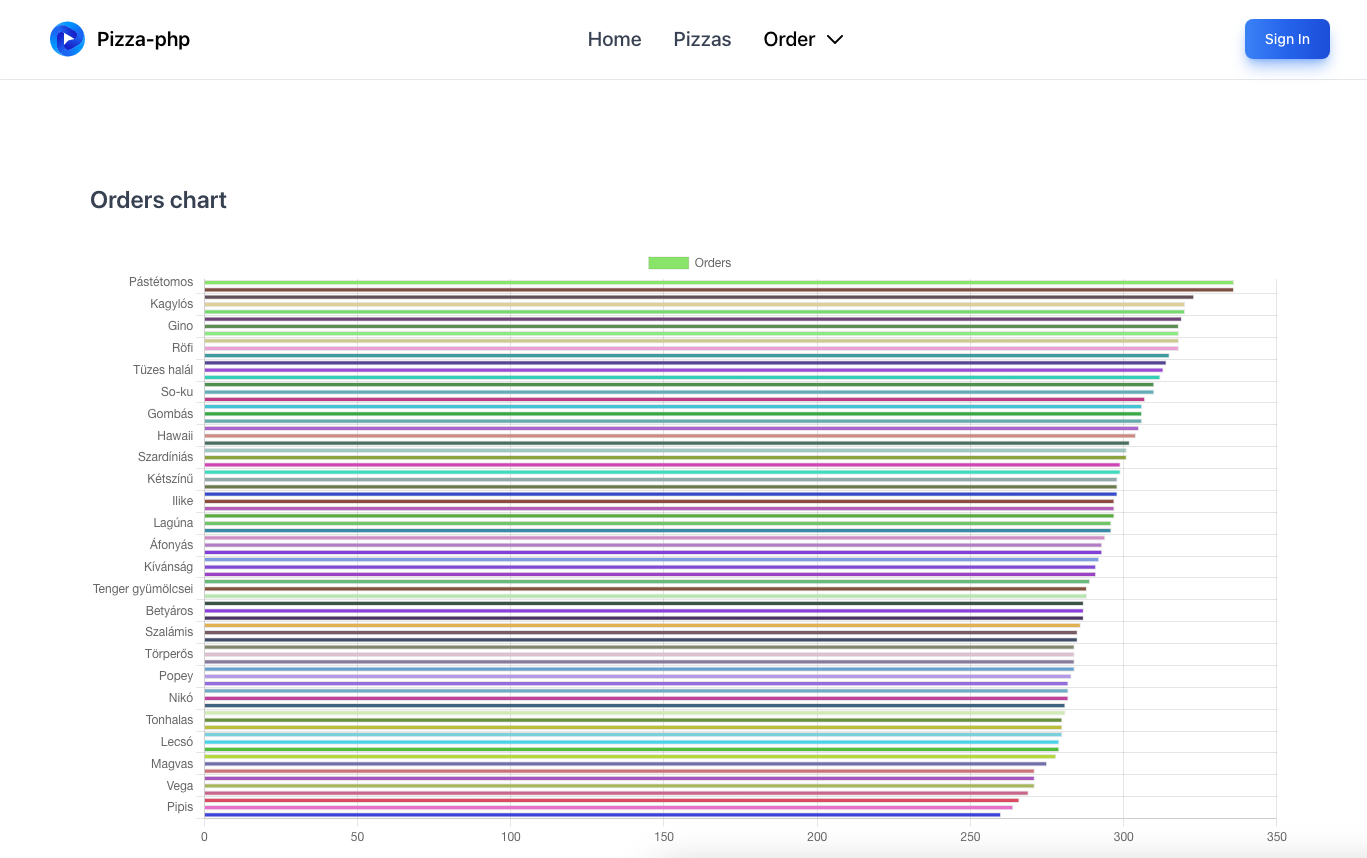 Pizza-php
Home
Pizzas
Order
Sign In
Orders chart
Orders
Pástétomos
Kagylós
Gino
Röfi
Tüzes halál
So-ku
Gombás
Hawaii
Szardíniás
Kétszínű
Ilike
Lagúna
Áfonyás
Kívánság
Tenger gyümölcsei
Betyáros
Szalámis
Törperős
Popey
Nikó
Tonhalas
Lecsó
Magvas
Vega
Pipis
0 50 100 150 200 250 300 350